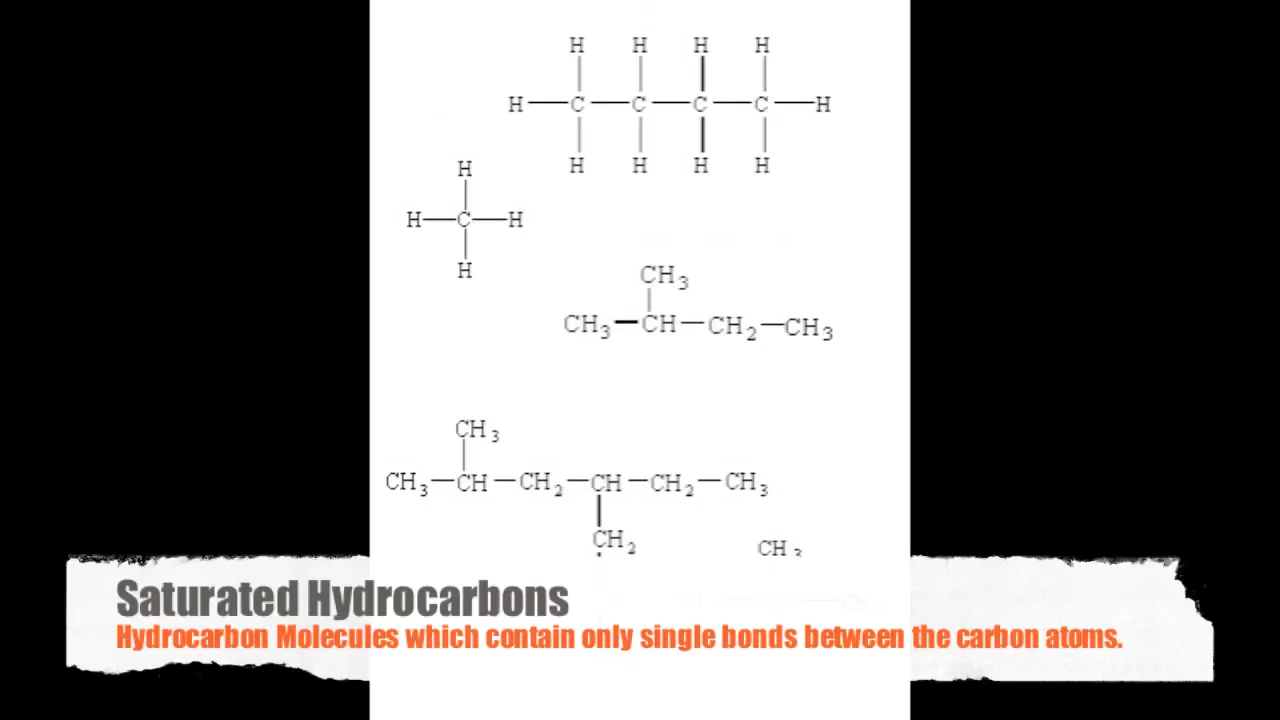 H H H H
H—C—C—C—C—H
H H H H
H
H—C—H
H
CH₃
CH₃—CH—CH₂—CH₃
CH₃
CH₃—CH—CH₂—CH—CH₂—CH₃
CH₂ CH₃
Saturated Hydrocarbons
Hydrocarbon Molecules which contain only single bonds between the carbon atoms.